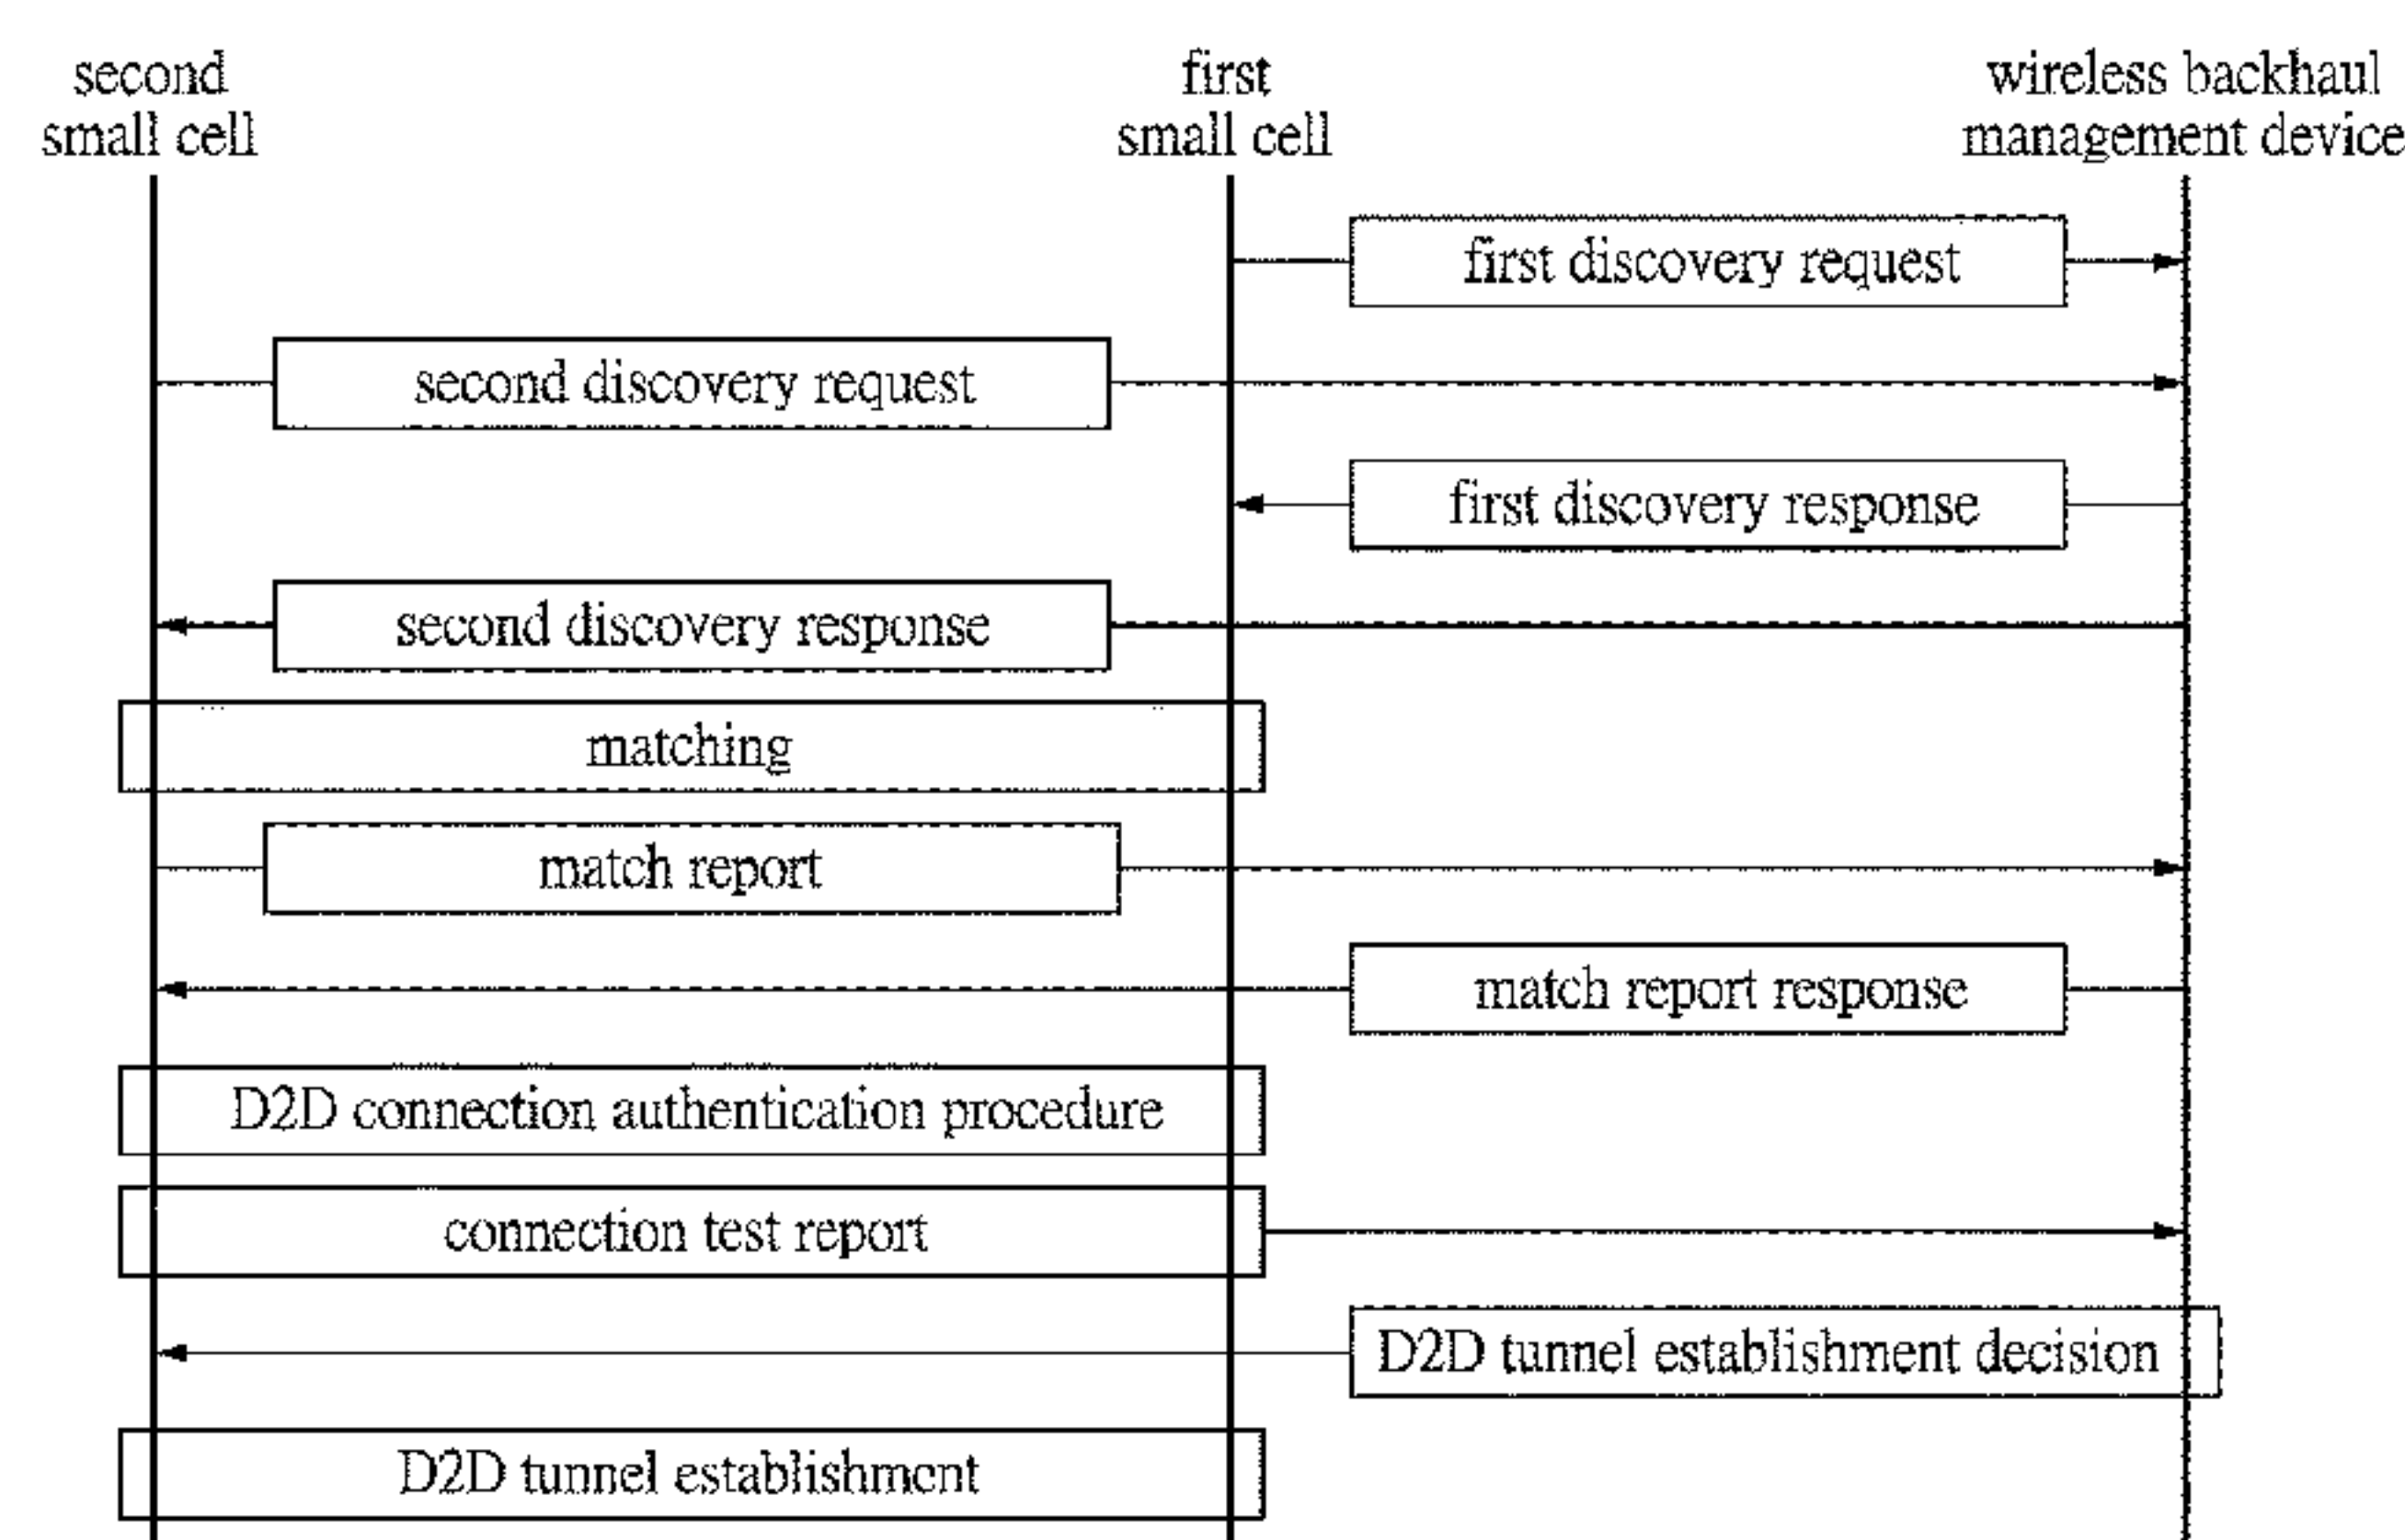 second
small cell
first
small cell
wireless backhaul
management device
first discovery request
second discovery request
first discovery response
second discovery response
matching
match report
match report response
D2D connection authentication procedure
connection test report
D2D tunnel establishment decision
D2D tunnel establishment